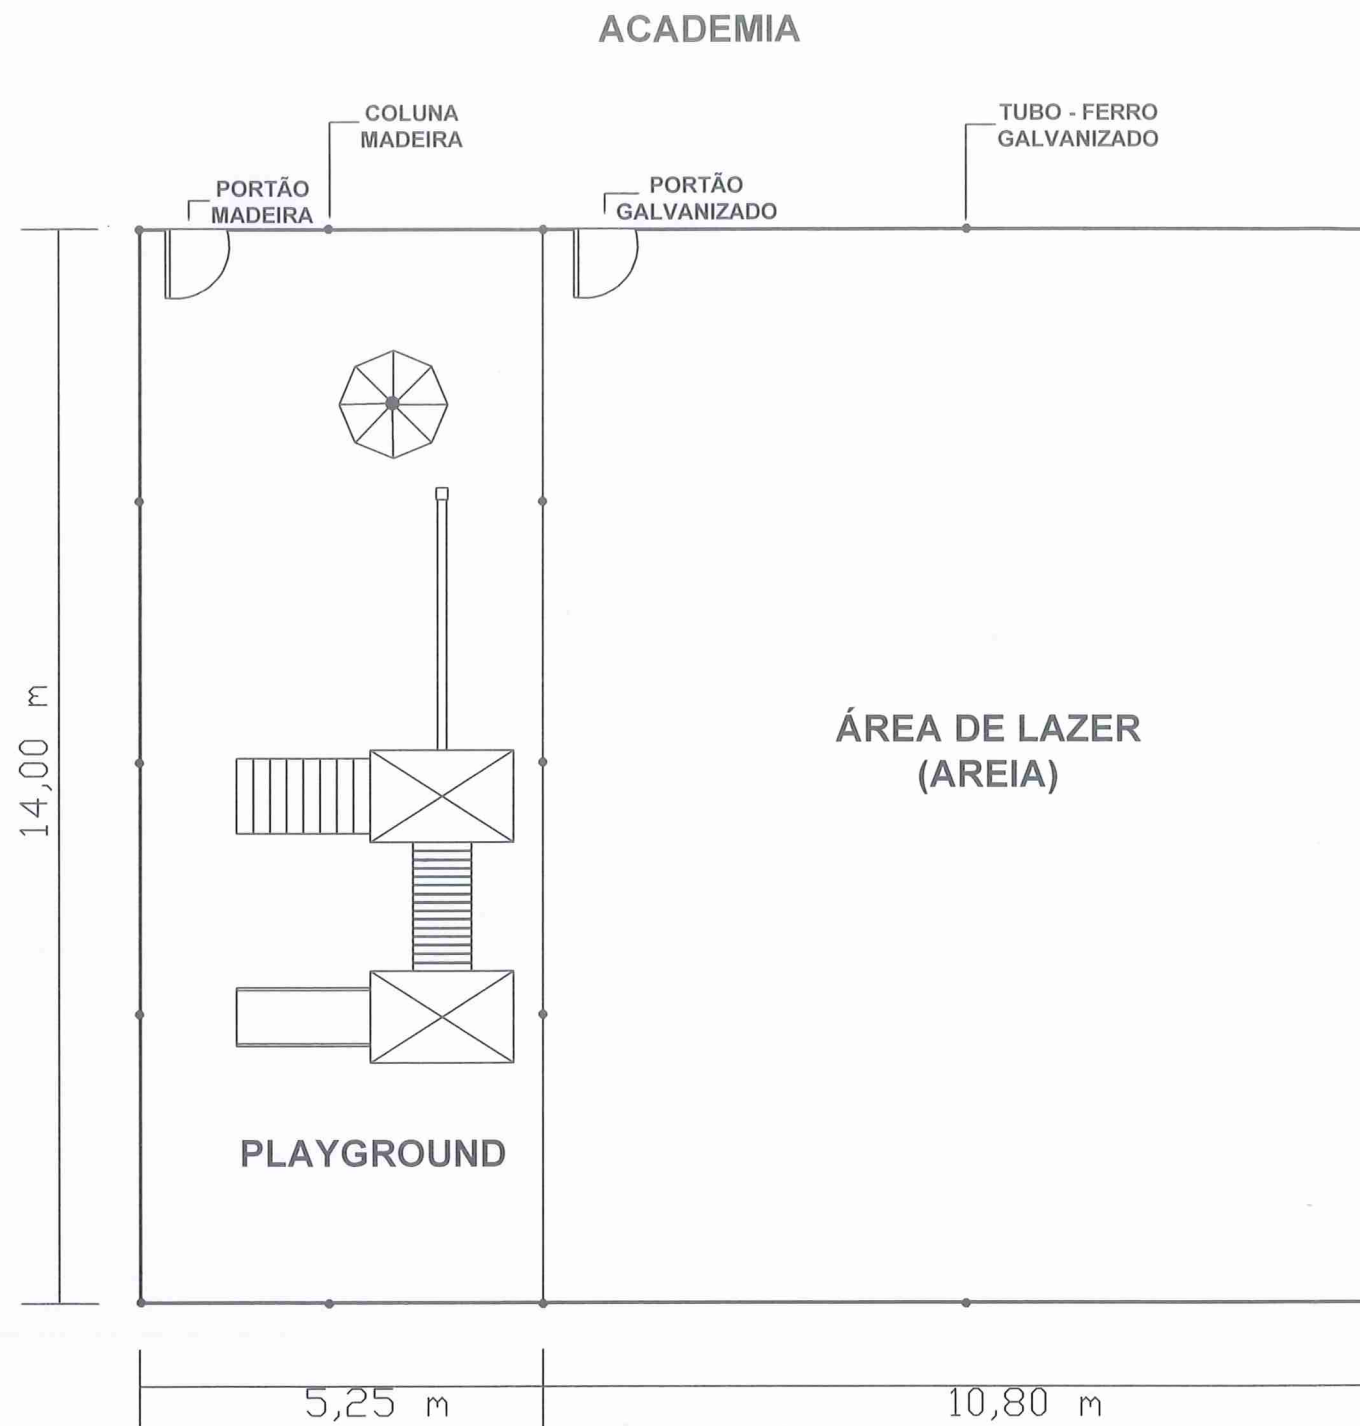 ACADEMIA
COLUNA
MADEIRA
TUBO - FERRO
GALVANIZADO
PORTÃO
MADEIRA
PORTÃO
GALVANIZADO
14,00 m
ÁREA DE LAZER
(AREIA)
PLAYGROUND
5,25 m
10,80 m